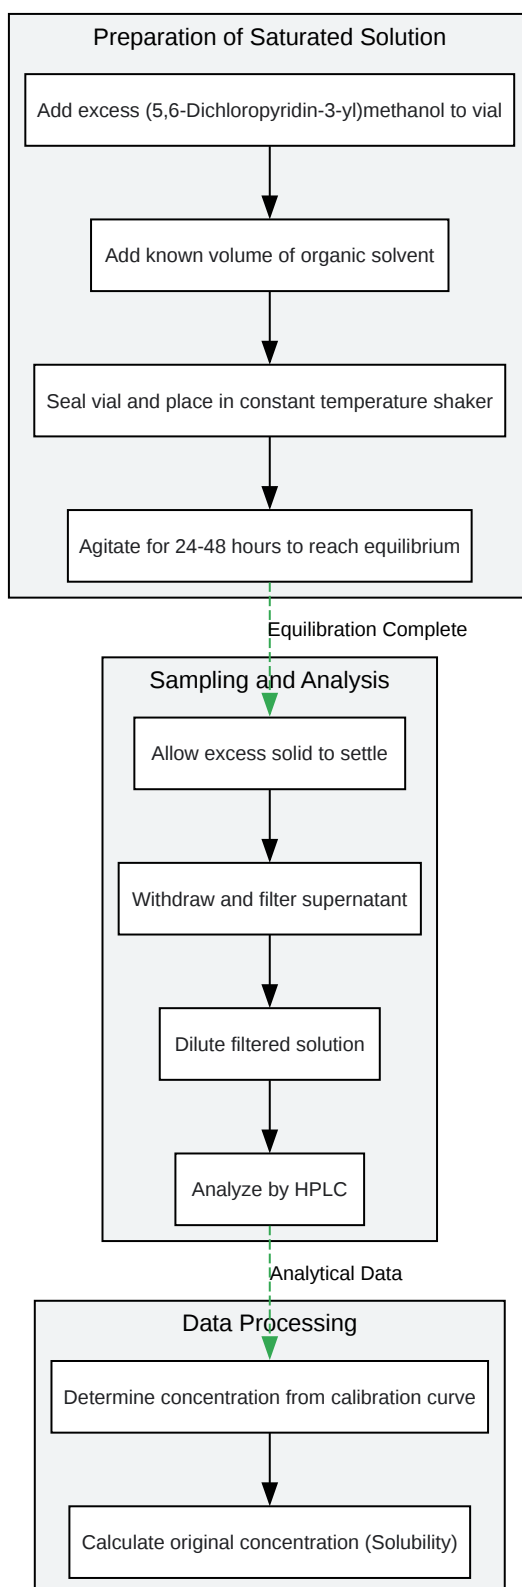 Preparation of Saturated Solution
Add excess (5,6-Dichloropyridin-3-yl)methanol to vial
Add known volume of organic solvent
Seal vial and place in constant temperature shaker
Agitate for 24-48 hours to reach equilibrium
Equilibration Complete
Sampling and Analysis
Allow excess solid to settle
Withdraw and filter supernatant
Dilute filtered solution
Analyze by HPLC
Analytical Data
Data Processing
Determine concentration from calibration curve
Calculate original concentration (Solubility)